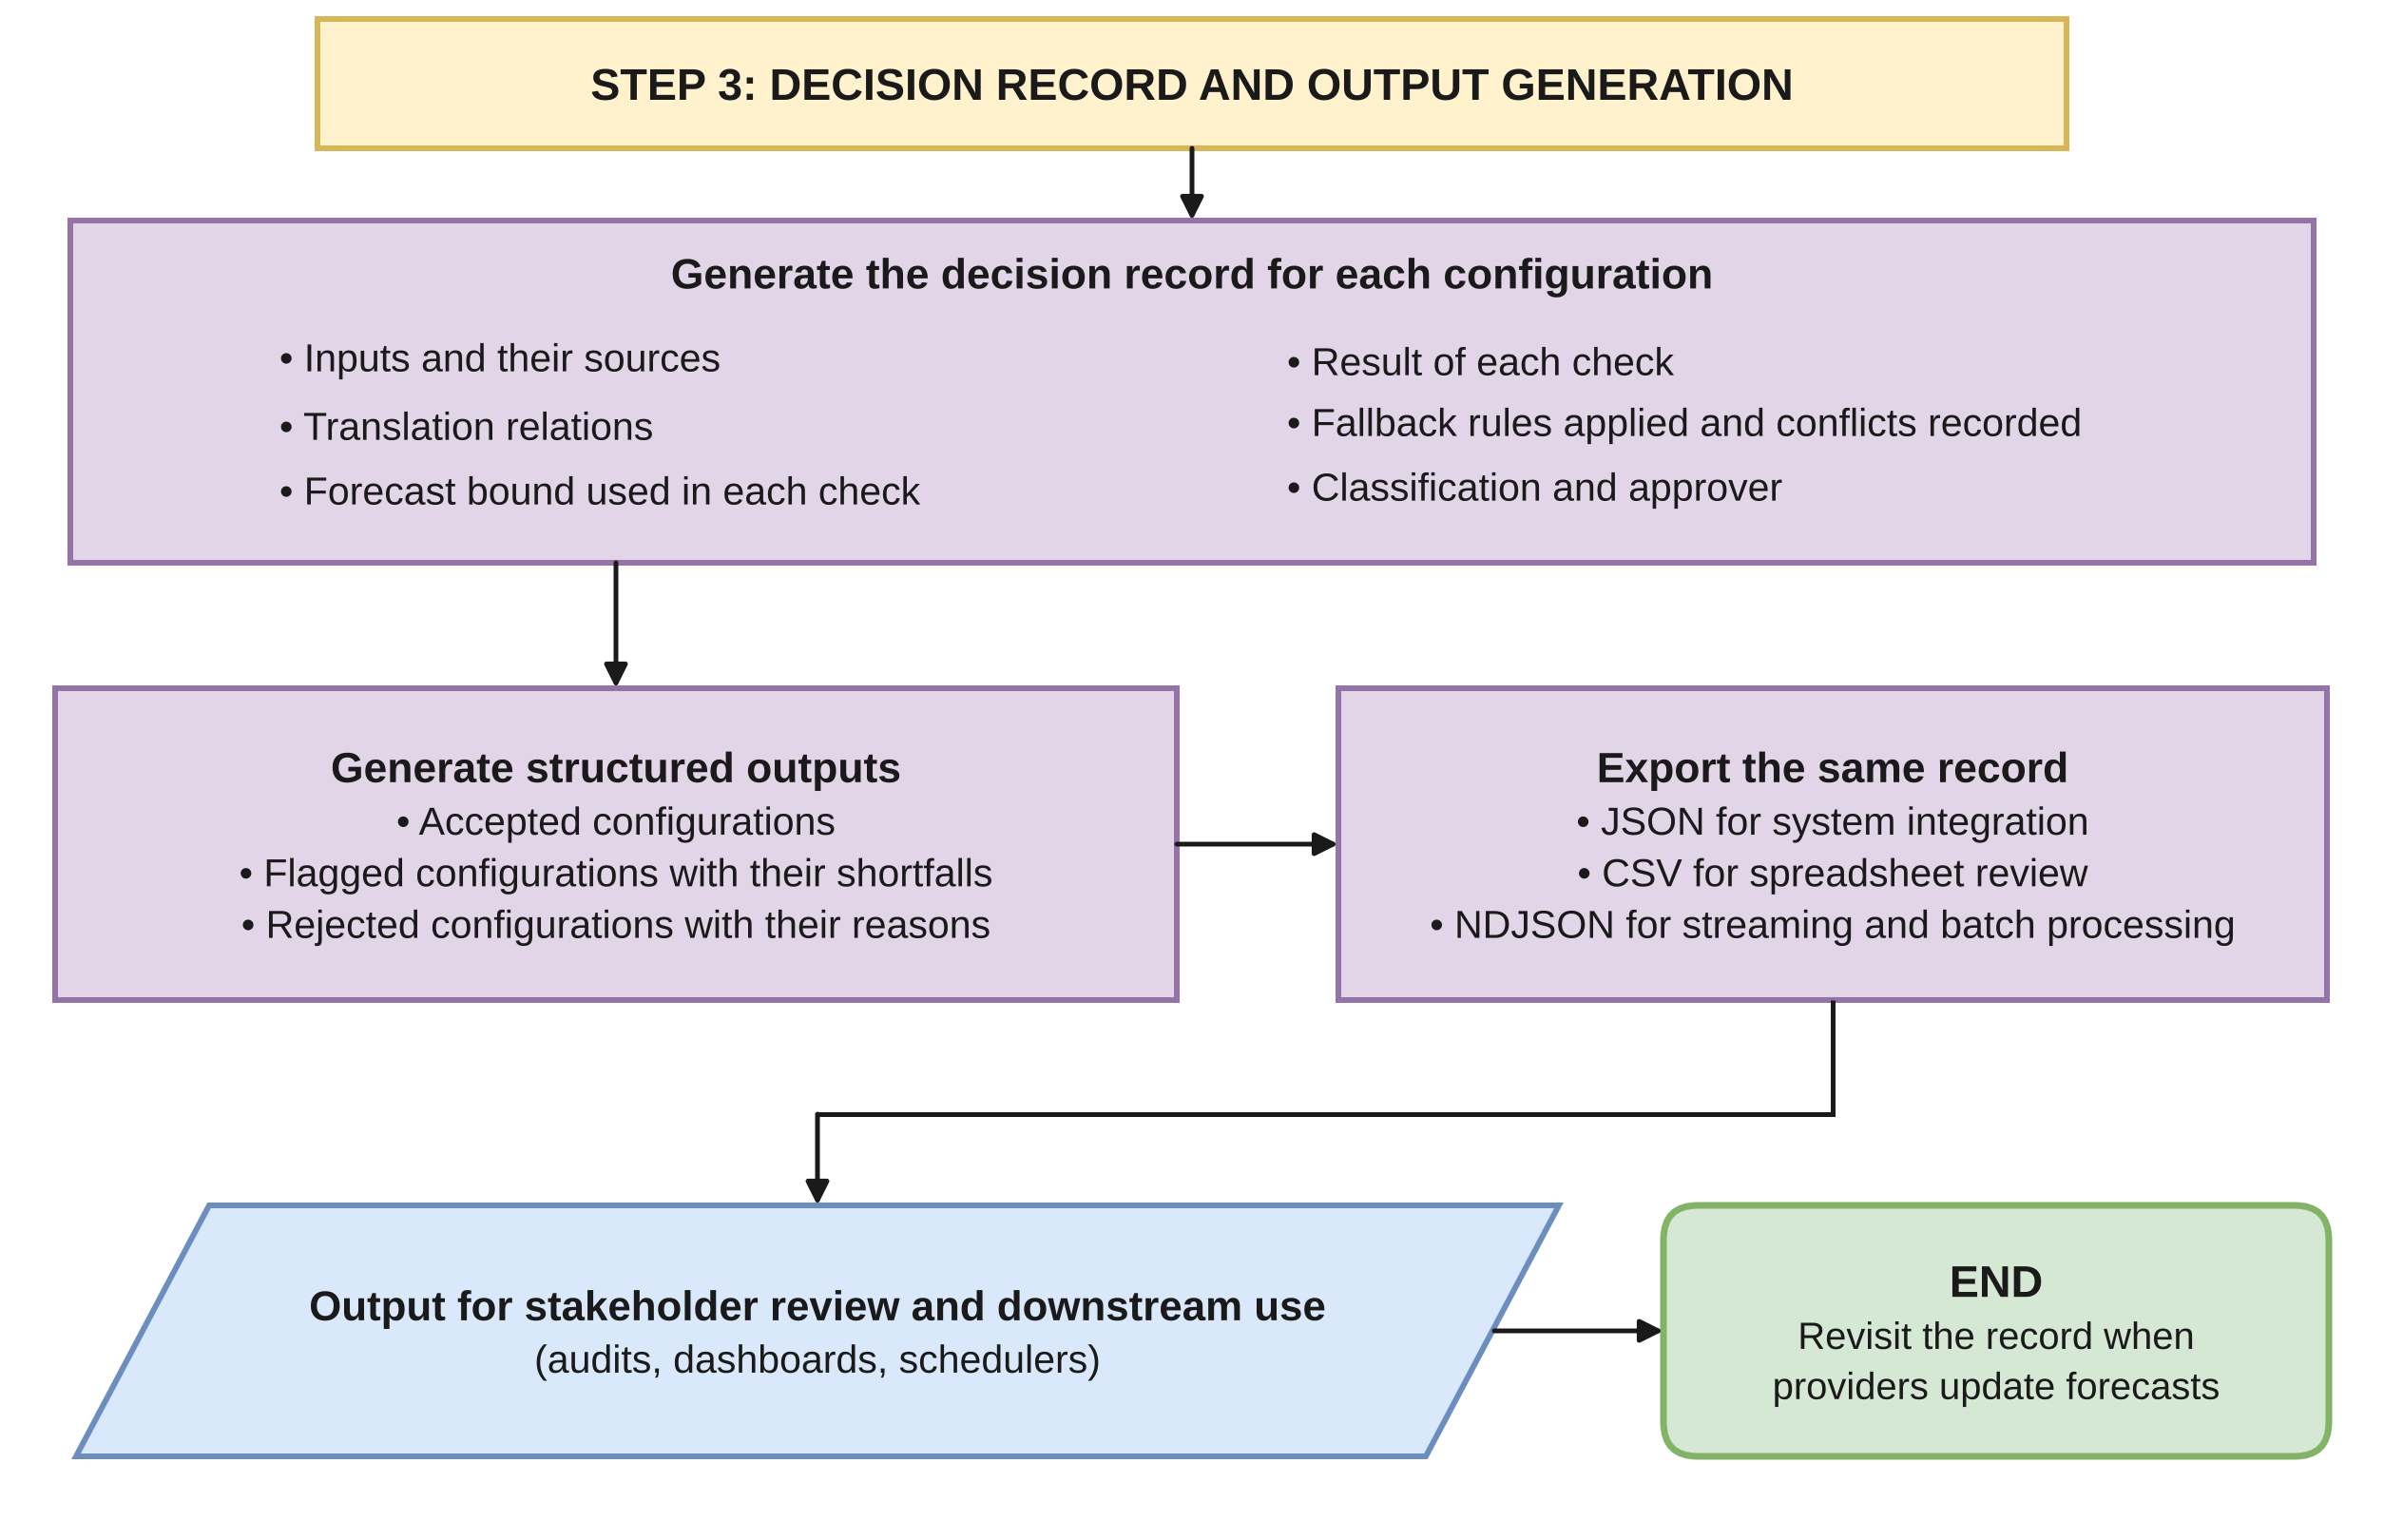 STEP 3: DECISION RECORD AND OUTPUT GENERATION
Generate the decision record for each configuration
• Inputs and their sources
• Translation relations
• Forecast bound used in each check
• Result of each check
• Fallback rules applied and conflicts recorded
• Classification and approver
Generate structured outputs
• Accepted configurations
• Flagged configurations with their shortfalls
• Rejected configurations with their reasons
Export the same record
• JSON for system integration
• CSV for spreadsheet review
• NDJSON for streaming and batch processing
Output for stakeholder review and downstream use
(audits, dashboards, schedulers)
END
Revisit the record when
providers update forecasts